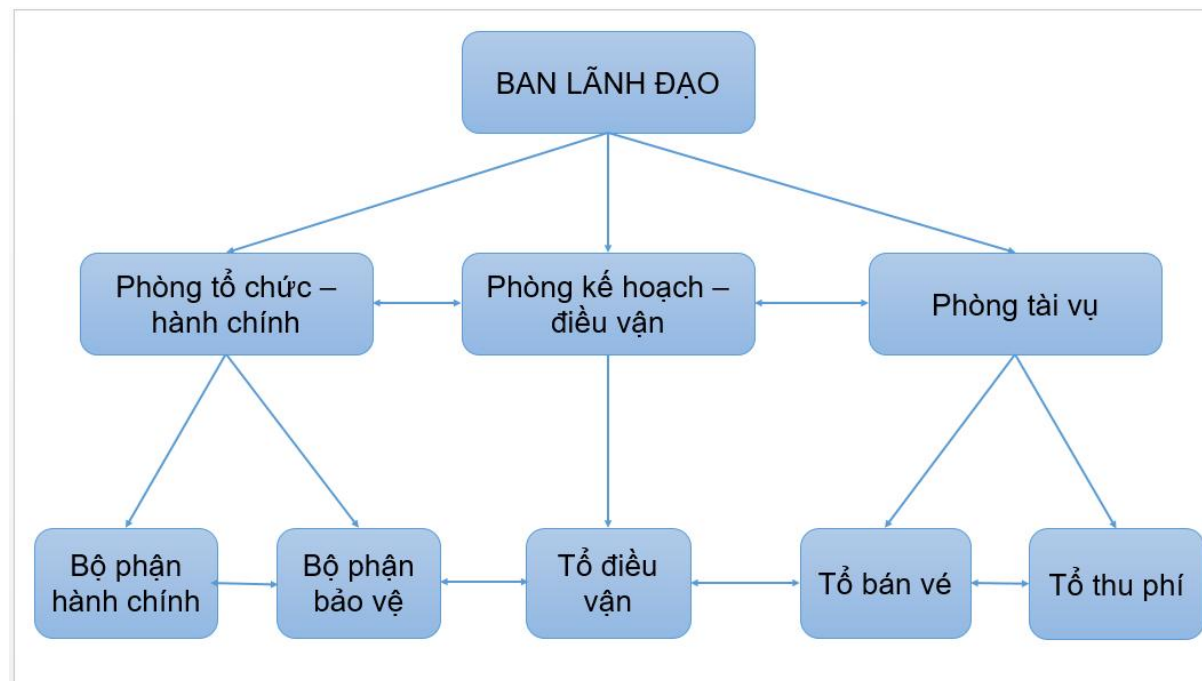 BAN LÃNH ĐẠO
Phòng tổ chức –
hành chính
Phòng kế hoạch –
điều vận
Phòng tài vụ
Bộ phận
hành chính
Bộ phận
bảo vệ
Tổ điều
vận
Tổ bán vé
Tổ thu phí